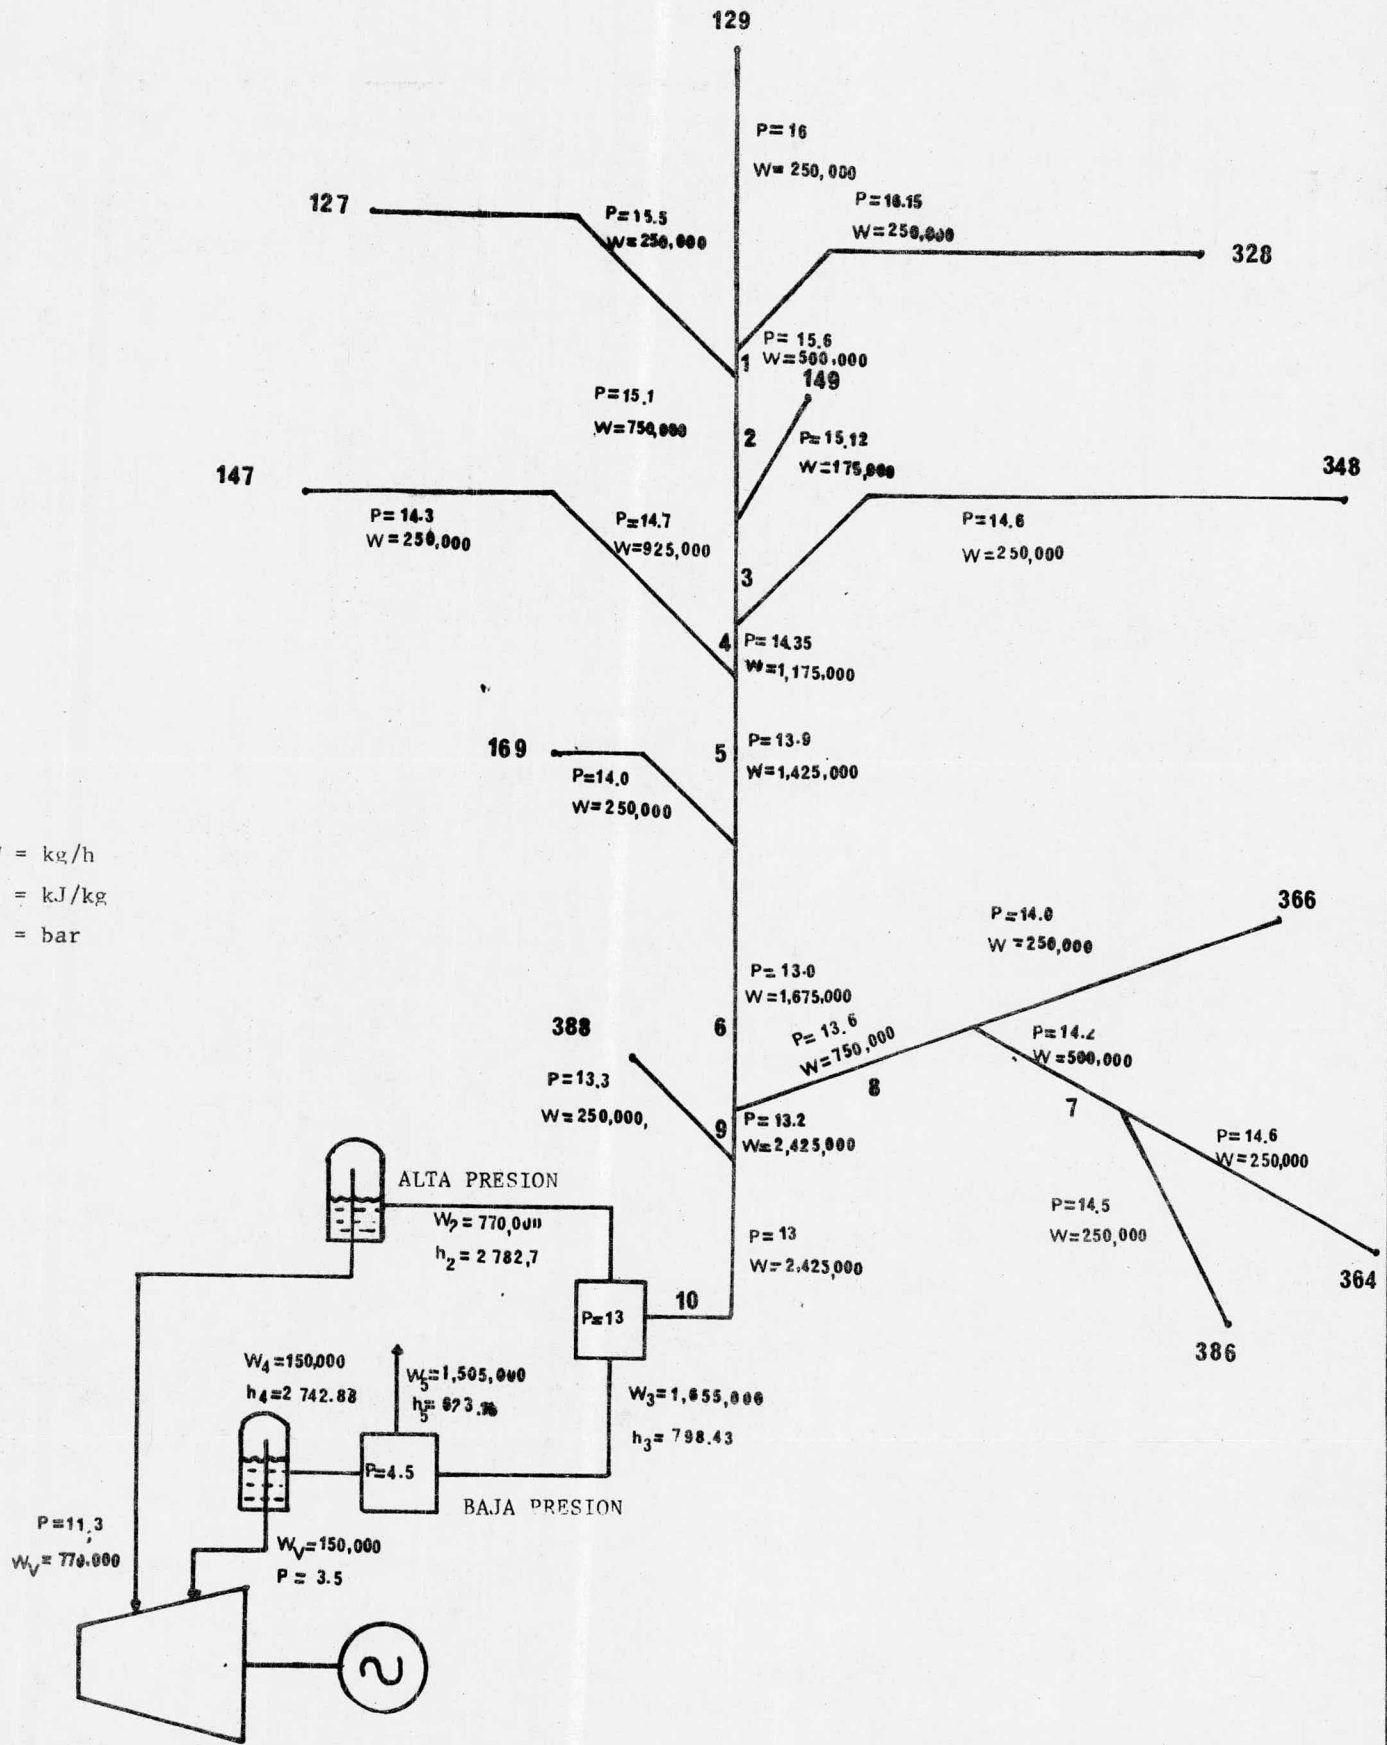 129
P= 16
W= 250,000
127
P=15.5
W=250,000
P=16.15
W=250,000
328
P= 15.6
W=500,000
1
149
P=15.1
W=750,000
2
P=15.12
W=175,000
348
147
P=14.3
W=250,000
P=14.7
W=925,000
P=14.6
W=250,000
3
4
P=14.35
W=1,175,000
169
5
P=13.9
W=1,425,000
P=14.0
W=250,000
= kg/h
= kJ/kg
= bar
366
P=14.0
W=250,000
P=13.0
W=1,675,000
388
6
P= 13.6
W=750,000
P=14.2
W=500,000
P=13.3
W=250,000,
8
7
9
P=13.2
W=2,425,000
P=14.6
W=250,000
ALTA PRESION
W2=770,000
h2=2 782,7
P=14.5
W=250,000
P=13
W=2,425,000
364
P=13
10
386
W4=150,000
h4=2 742.88
W5=1,505,000
h5=
W3=1,655,000
h3=798.43
P=4.5
BAJA PRESION
P=11,3
WV=770.000
WV=150,000
P= 3.5